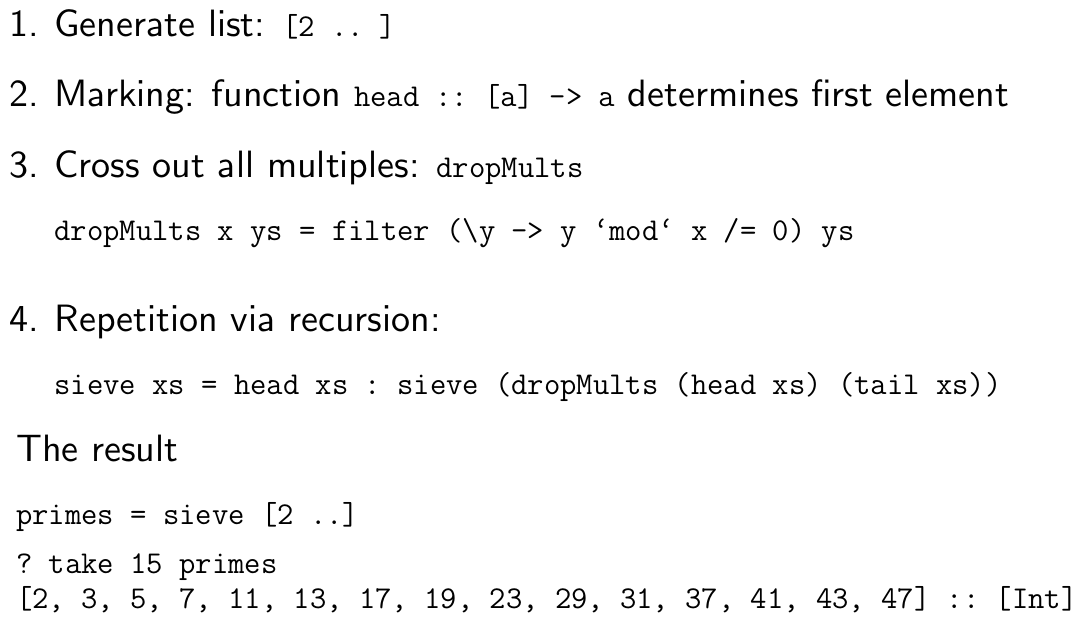 1. Generate list: [2 .. ]
2. Marking: function head :: [a] -> a determines first element
3. Cross out all multiples: dropMults
dropMults x ys = filter (\y -> y ‘mod‘ x /= 0) ys
4. Repetition via recursion:
sieve xs = head xs : sieve (dropMults (head xs) (tail xs))
The result
primes = sieve [2 ..]
? take 15 primes
[2, 3, 5, 7, 11, 13, 17, 19, 23, 29, 31, 37, 41, 43, 47] :: [Int]